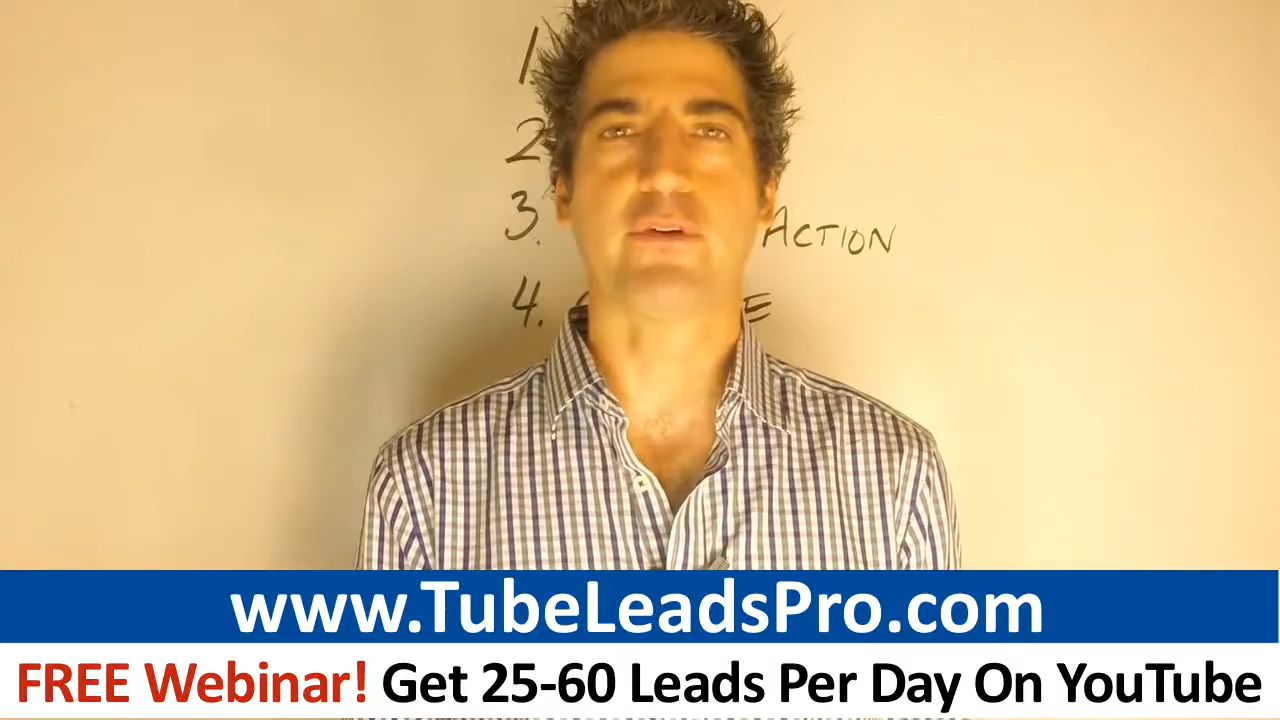 1.
2
3. ACTION
4.
www.TubeLeadsPro.com
FREE Webinar! Get 25-60 Leads Per Day On YouTube